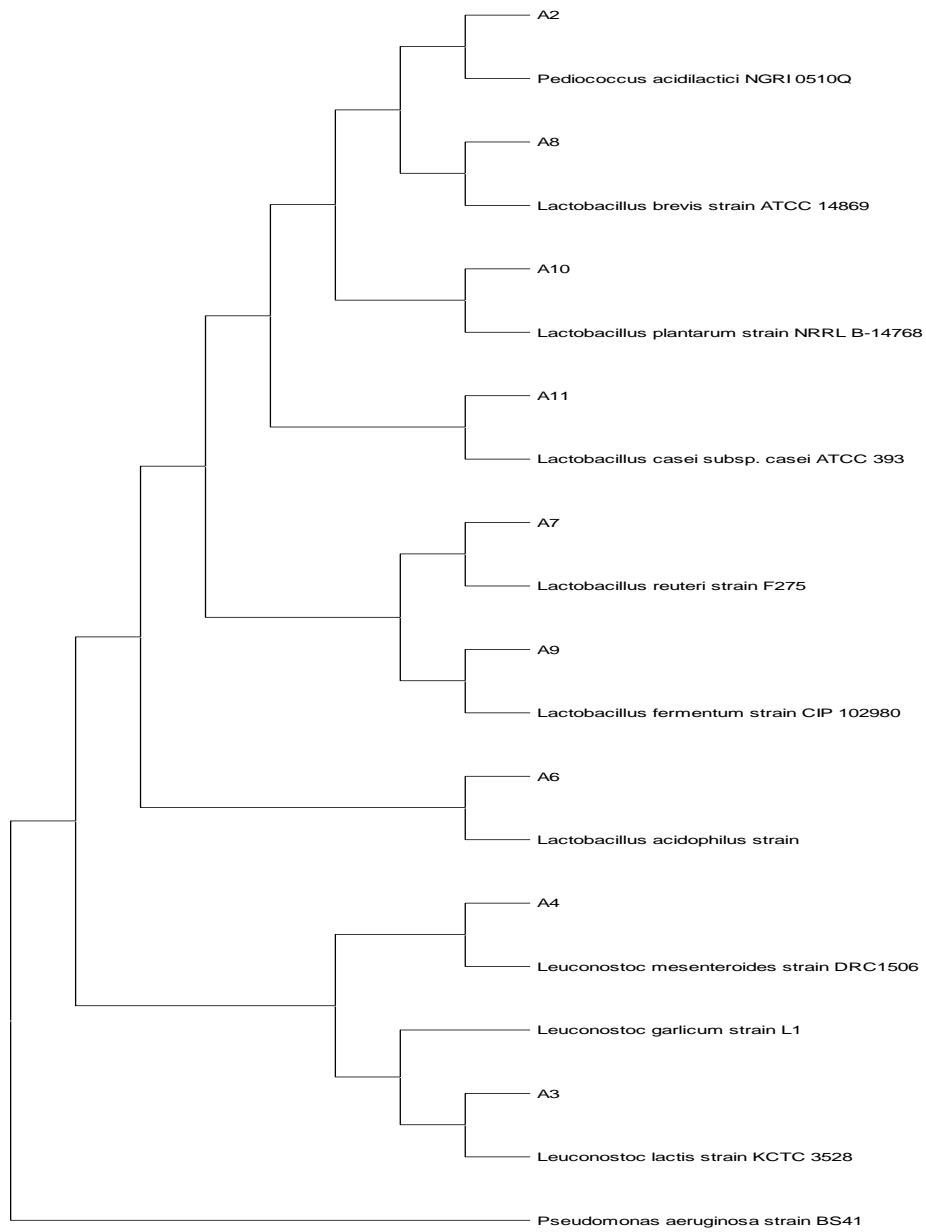 A2
Pediococcus acidilactici NGRI 0510Q
A8
Lactobacillus brevis strain ATCC 14869
A10
Lactobacillus plantarum strain NRRL B-14768
A11
Lactobacillus casei subsp. casei ATCC 393
A7
Lactobacillus reuteri strain F275
A9
Lactobacillus fermentum strain CIP 102980
A6
Lactobacillus acidophilus strain
A4
Leuconostoc mesenteroides strain DRC1506
Leuconostoc garlicum strain L1
A3
Leuconostoc lactis strain KCTC 3528
Pseudomonas aeruginosa strain BS41